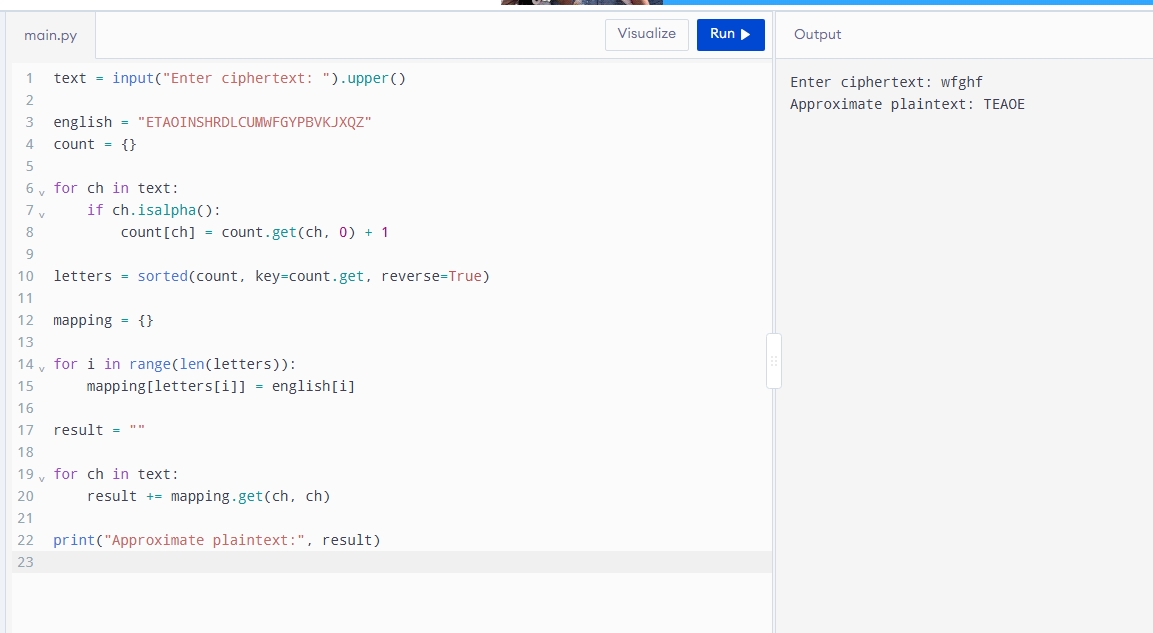 main.py
Visualize
Run
Output
1 text = input("Enter ciphertext: ").upper()
2
3 english = "ETAOINSHRDLCUMWFGYPBVKJXQZ"
4 count = {}
5
6 for ch in text:
7     if ch.isalpha():
8         count[ch] = count.get(ch, 0) + 1
9
10 letters = sorted(count, key=count.get, reverse=True)
11
12 mapping = {}
13
14 for i in range(len(letters)):
15     mapping[letters[i]] = english[i]
16
17 result = ""
18
19 for ch in text:
20     result += mapping.get(ch, ch)
21
22 print("Approximate plaintext:", result)
23
Enter ciphertext: wfghf
Approximate plaintext: TEAOE